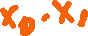 x₀ · x₁